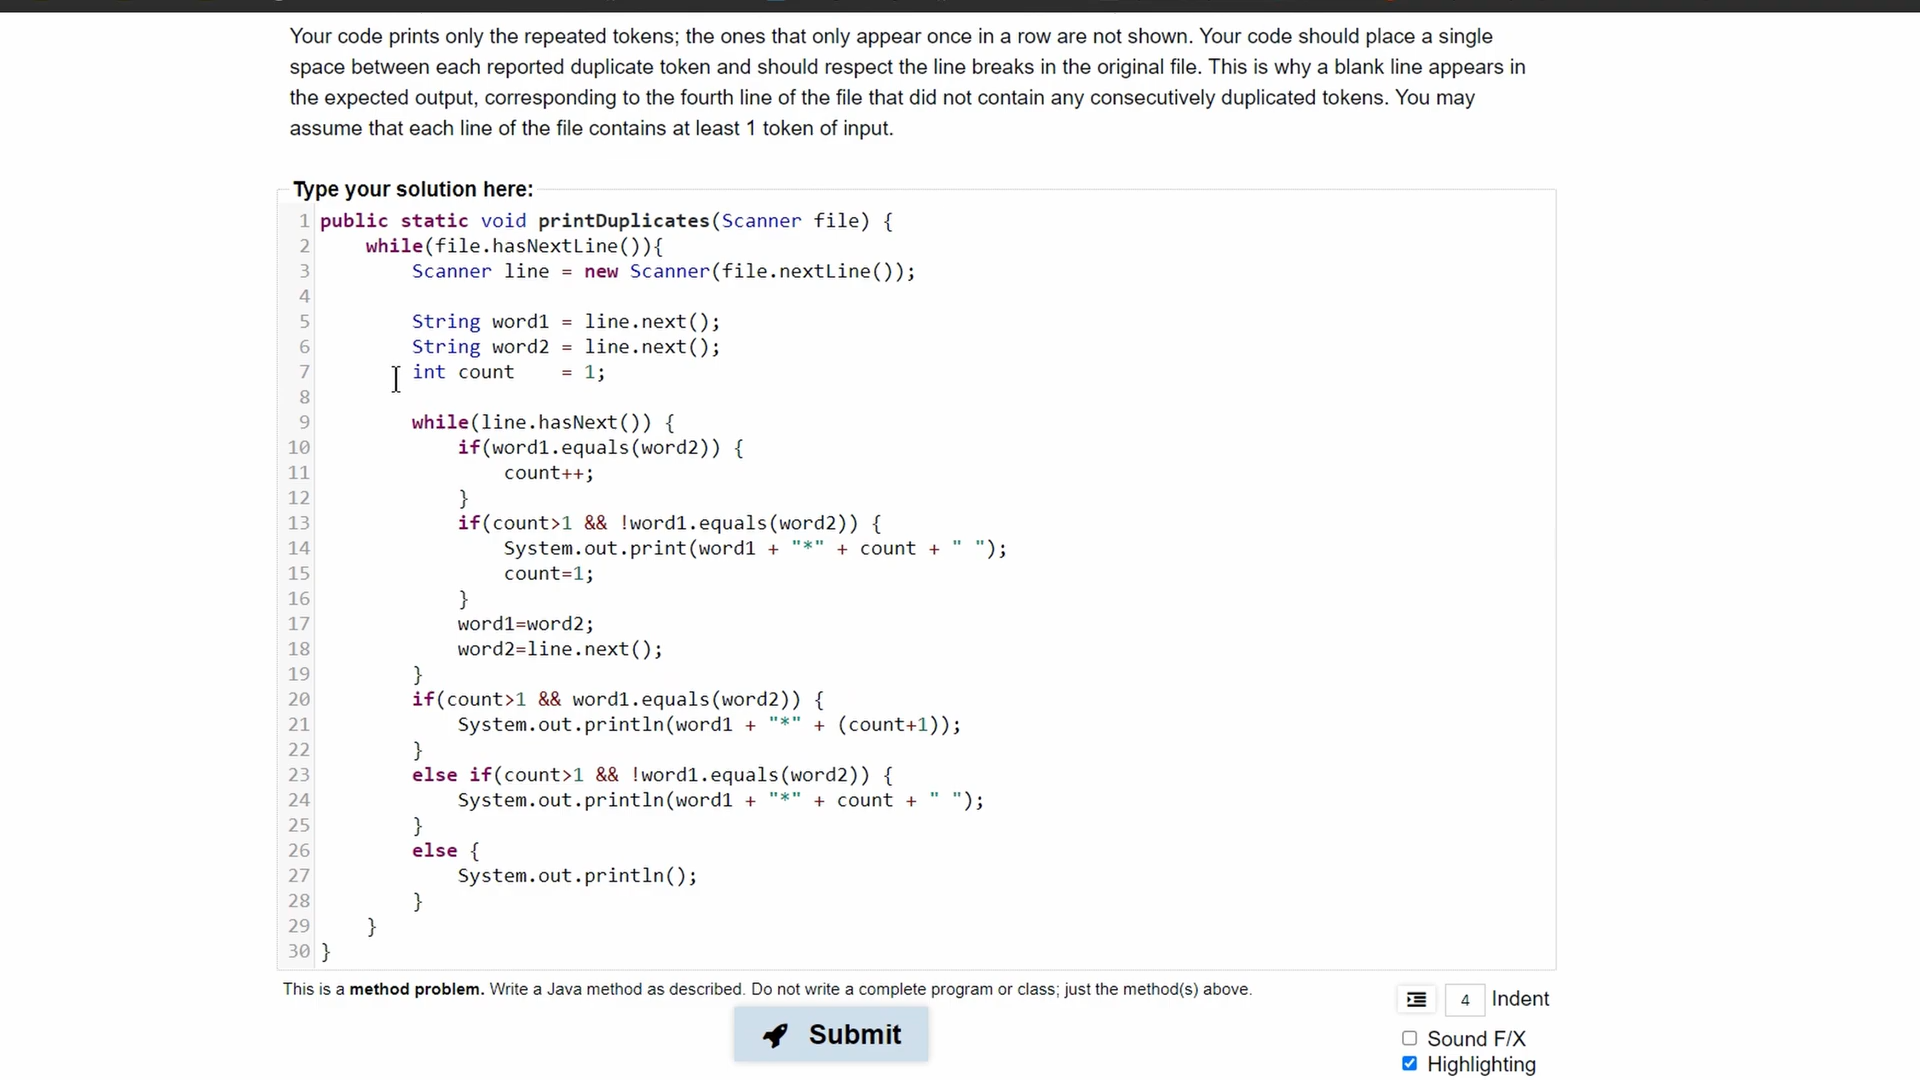 Your code prints only the repeated tokens; the ones that only appear once in a row are not shown. Your code should place a single
space between each reported duplicate token and should respect the line breaks in the original file. This is why a blank line appears in
the expected output, corresponding to the fourth line of the file that did not contain any consecutively duplicated tokens. You may
assume that each line of the file contains at least 1 token of input.
Type your solution here:
1 public static void printDuplicates(Scanner file) {
2     while(file.hasNextLine()){
3         Scanner line = new Scanner(file.nextLine());
4
5         String word1 = line.next();
6         String word2 = line.next();
7         int count    = 1;
8
9         while(line.hasNext()) {
10             if(word1.equals(word2)) {
11                 count++;
12             }
13             if(count>1 && !word1.equals(word2)) {
14                 System.out.print(word1 + "*" + count + " ");
15                 count=1;
16             }
17             word1=word2;
18             word2=line.next();
19         }
20         if(count>1 && word1.equals(word2)) {
21             System.out.println(word1 + "*" + (count+1));
22         }
23         else if(count>1 && !word1.equals(word2)) {
24             System.out.println(word1 + "*" + count + " ");
25         }
26         else {
27             System.out.println();
28         }
29     }
30 }
This is a method problem. Write a Java method as described. Do not write a complete program or class; just the method(s) above.
4 Indent
Submit
Sound F/X
Highlighting